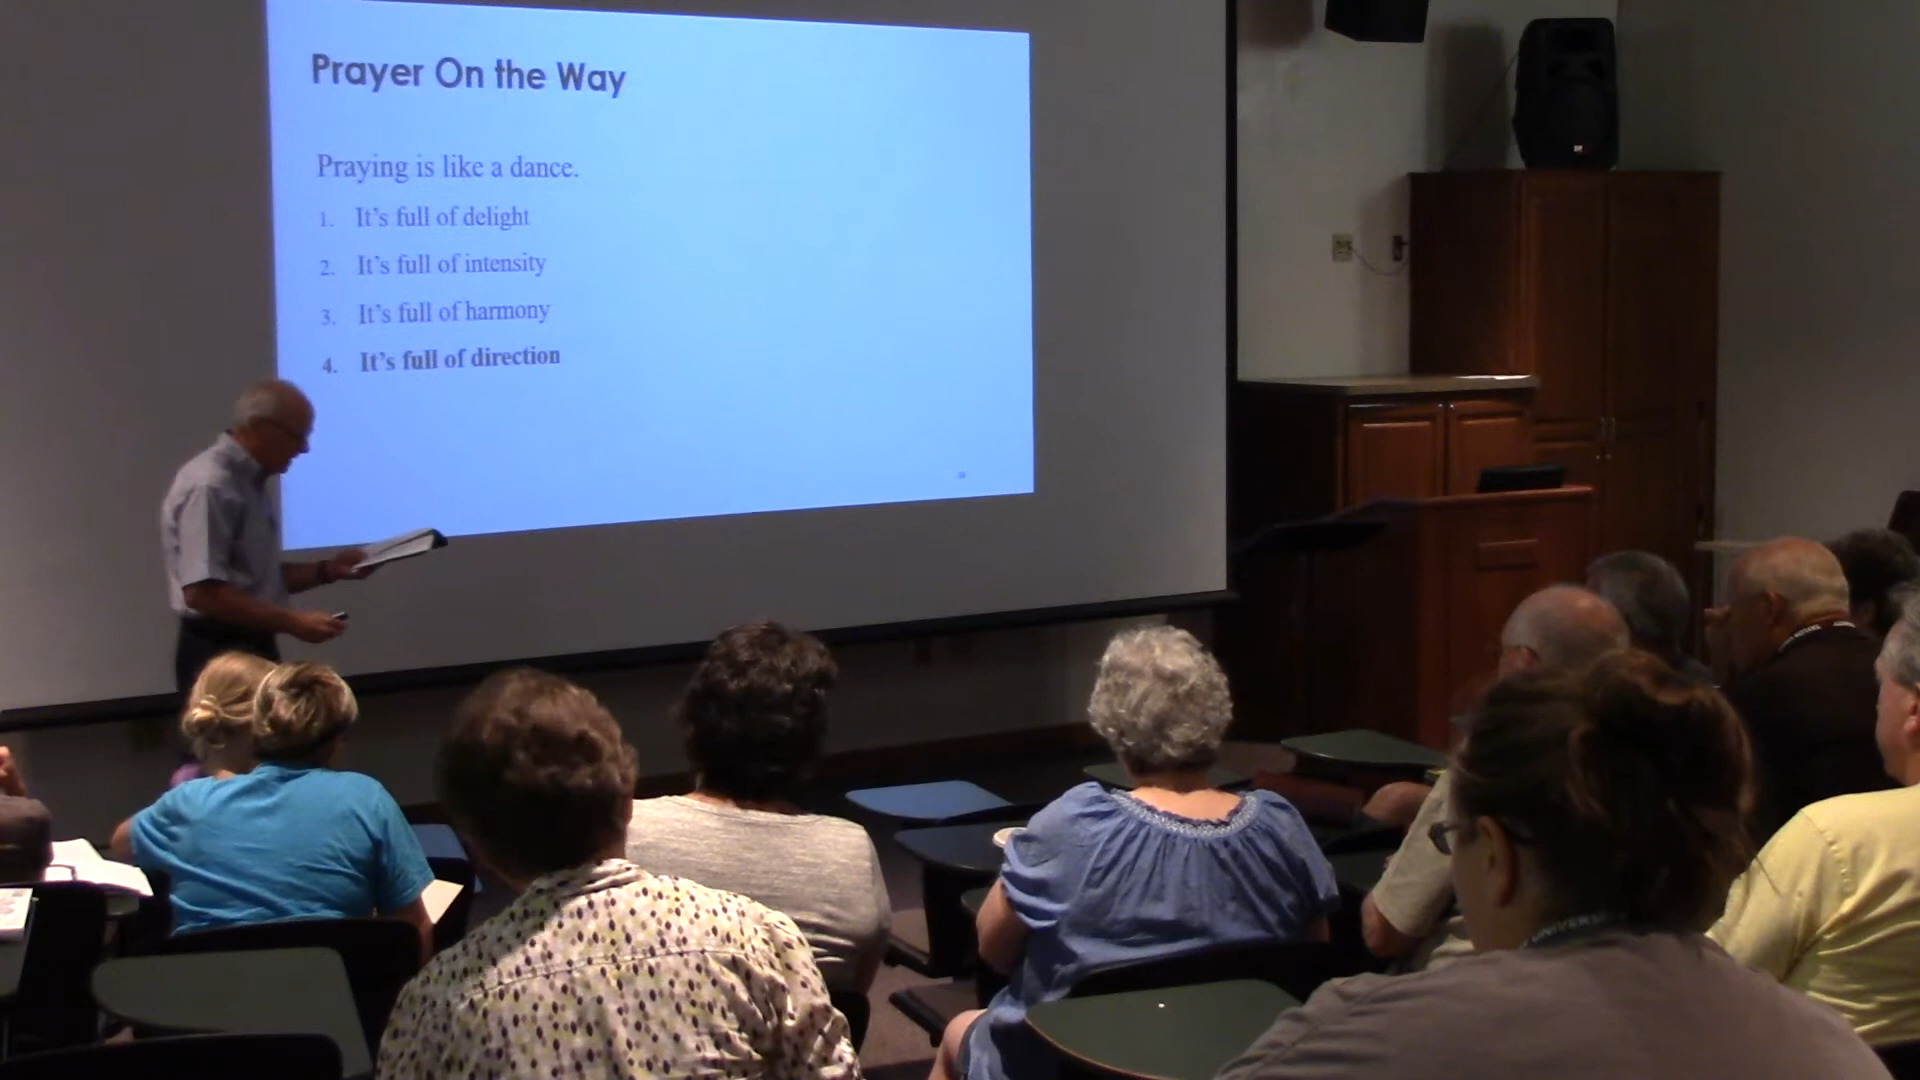 Prayer On the Way
Praying is like a dance.
1. It's full of delight
2. It's full of intensity
3. It's full of harmony
4. It's full of direction